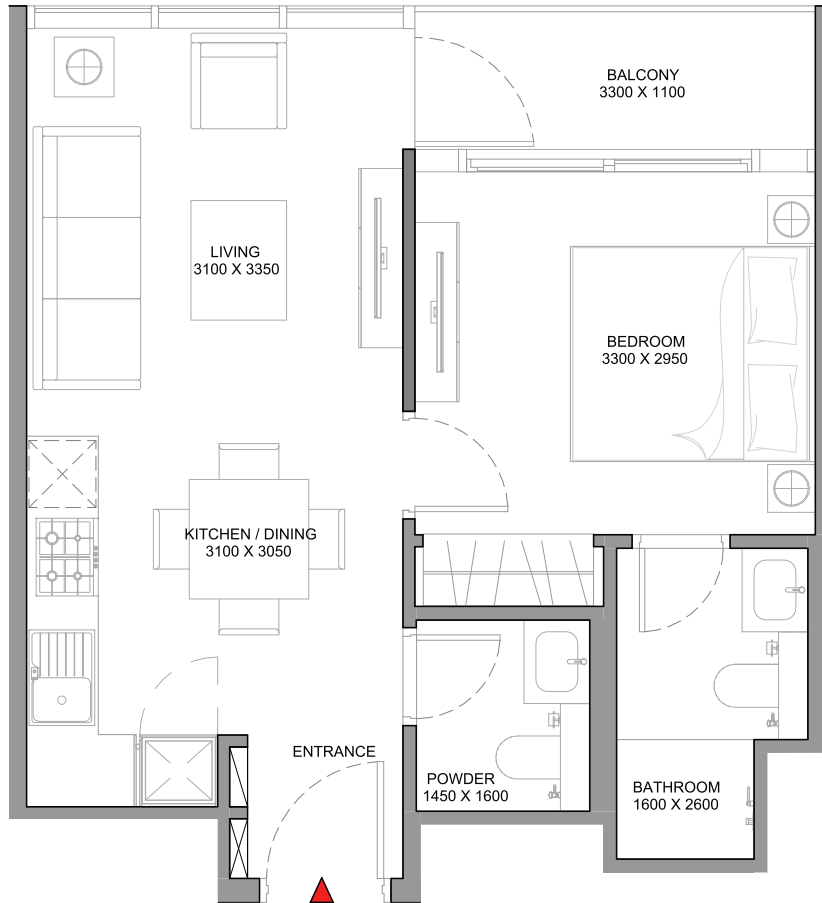 BALCONY
3300 X 1100
LIVING
3100 X 3350
BEDROOM
3300 X 2950
KITCHEN / DINING
3100 X 3050
ENTRANCE
POWDER
1450 X 1600
BATHROOM
1600 X 2600